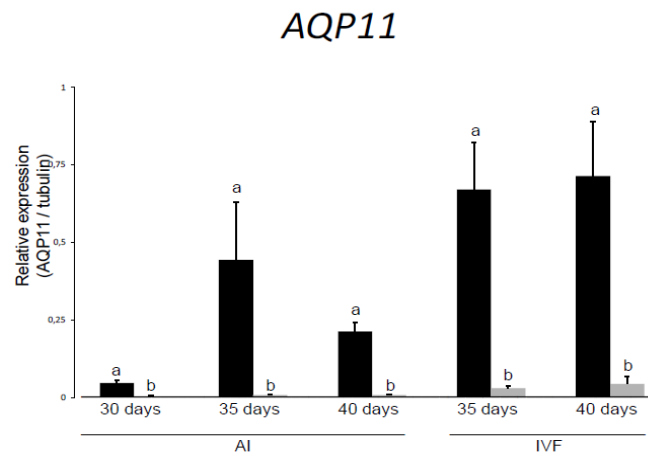 AQP11
Relative expression
(AQP11 / tubulin)
1
0,75
0,5
0,25
0
a
b
a
b
a
b
a
b
a
b
30 days
35 days
40 days
35 days
40 days
AI
IVF